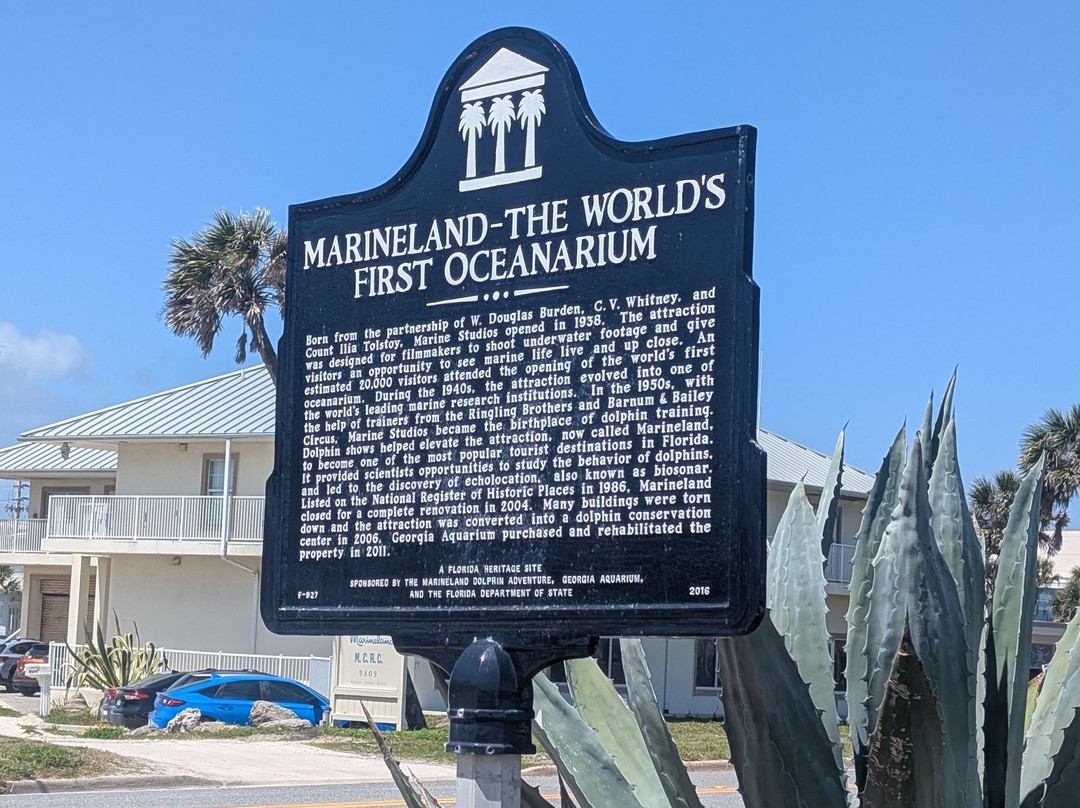 MARINELAND-THE WORLD'S
FIRST OCEANARIUM
Born from the partnership of W. Douglas Burden, C.V. Whitney, and
Count Ilia Tolstoy, Marine Studios opened in 1938. The attraction
was designed for filmmakers to shoot underwater footage and give
visitors an opportunity to see marine life live and up close. An
estimated 20,000 visitors attended the opening of the world's first
oceanarium. During the 1940s, the attraction evolved into one of
the world's leading marine research institutions. In the 1950s, with
the help of trainers from the Ringling Brothers and Barnum & Bailey
Circus, Marine Studios became the birthplace of dolphin training.
Dolphin shows helped elevate the attraction, now called Marineland,
to become one of the most popular tourist destinations in Florida.
It provided scientists opportunities to study the behavior of dolphins,
and led to the discovery of echolocation, also known as biosonar.
Listed on the National Register of Historic Places in 1986, Marineland
closed for a complete renovation in 2004. Many buildings were torn
down and the attraction was converted into a dolphin conservation
center in 2006. Georgia Aquarium purchased and rehabilitated the
property in 2011.
A FLORIDA HERITAGE SITE
SPONSORED BY THE MARINELAND DOLPHIN ADVENTURE, GEORGIA AQUARIUM,
AND THE FLORIDA DEPARTMENT OF STATE
F-927 2016
Marineland
M.C.R.C.
9509